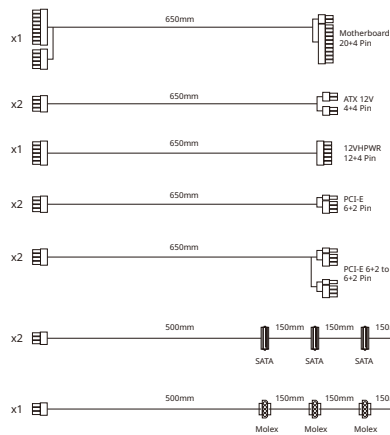 650mm
x1
Motherboard
20+4 Pin
650mm
x2
ATX 12V
4+4 Pin
650mm
x1
12VHPWR
12+4 Pin
650mm
x2
PCI-E
6+2 Pin
650mm
x2
PCI-E 6+2 to
6+2 Pin
500mm 150mm 150mm 150
x2
SATA SATA SATA
500mm 150mm 150mm 150
x1
Molex Molex Molex